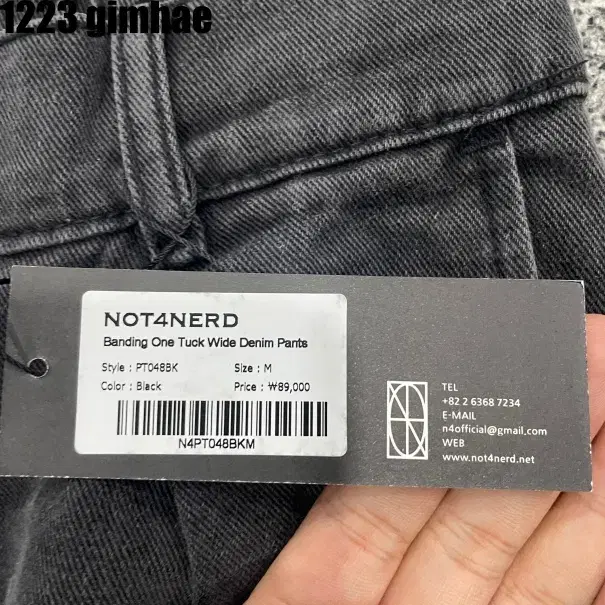 1223 gimhae
NOT4NERD
Banding One Tuck Wide Denim Pants
Style : PT048BK Size : M
Color : Black Price : ₩89,000
N4PT048BKM
TEL
+82 2 6368 7234
E-MAIL
n4official@gmail.com
WEB
www.not4nerd.net